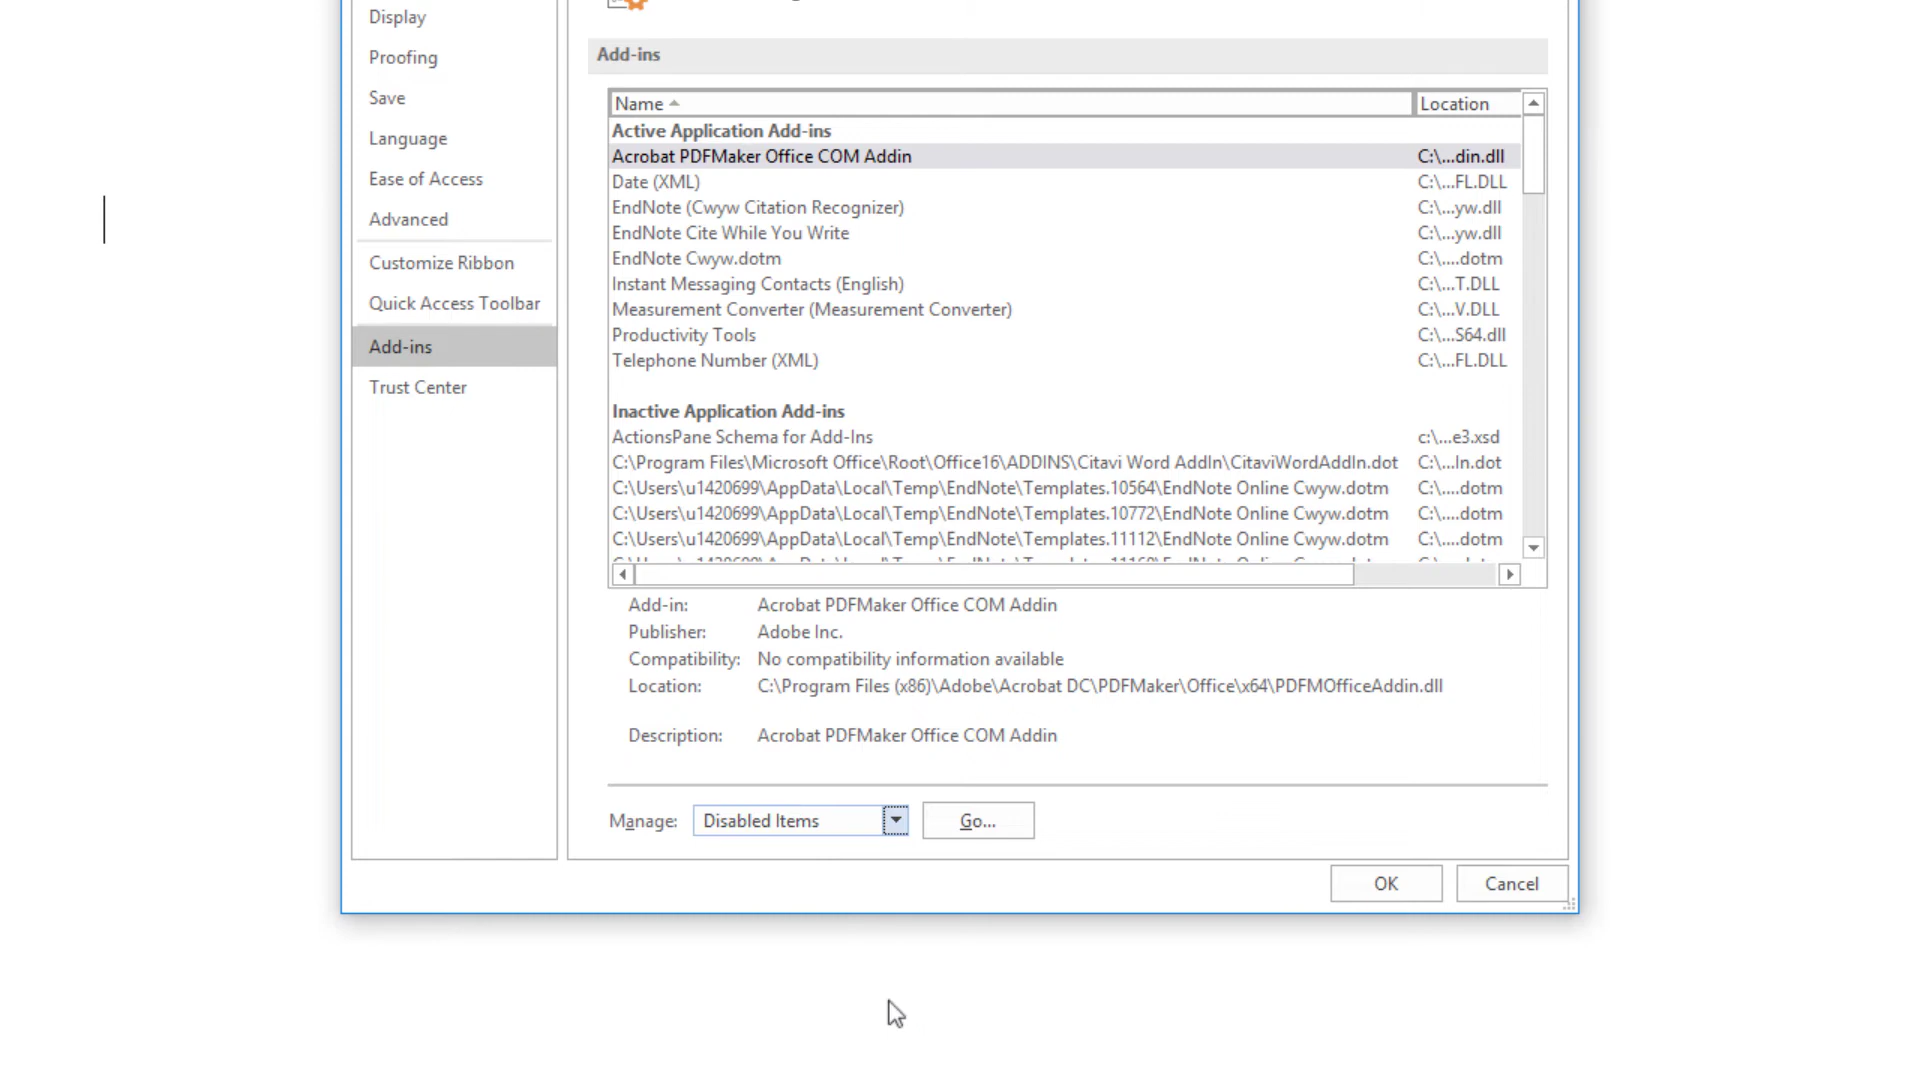 Display
Proofing
Save
Language
Ease of Access
Advanced
Customize Ribbon
Quick Access Toolbar
Add-ins
Trust Center
Add-ins
Name Location
Active Application Add-ins
Acrobat PDFMaker Office COM Addin C:\...din.dll
Date (XML) C:\...FL.DLL
EndNote (Cwyw Citation Recognizer) C:\...yw.dll
EndNote Cite While You Write C:\...yw.dll
EndNote Cwyw.dotm C:\....dotm
Instant Messaging Contacts (English) C:\...T.DLL
Measurement Converter (Measurement Converter) C:\...V.DLL
Productivity Tools C:\...S64.dll
Telephone Number (XML) C:\...FL.DLL
Inactive Application Add-ins
ActionsPane Schema for Add-Ins c:\...e3.xsd
C:\Program Files\Microsoft Office\Root\Office16\ADDINS\Citavi Word AddIn\CitaviWordAddIn.dot C:\...In.dot
C:\Users\u1420699\AppData\Local\Temp\EndNote\Templates.10564\EndNote Online Cwyw.dotm C:\....dotm
C:\Users\u1420699\AppData\Local\Temp\EndNote\Templates.10772\EndNote Online Cwyw.dotm C:\....dotm
C:\Users\u1420699\AppData\Local\Temp\EndNote\Templates.11112\EndNote Online Cwyw.dotm C:\....dotm
Add-in: Acrobat PDFMaker Office COM Addin
Publisher: Adobe Inc.
Compatibility: No compatibility information available
Location: C:\Program Files (x86)\Adobe\Acrobat DC\PDFMaker\Office\x64\PDFMOfficeAddin.dll
Description: Acrobat PDFMaker Office COM Addin
Manage: Disabled Items Go...
OK Cancel